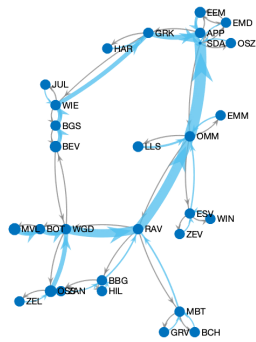 EEM
EMD
GRK
APP
SDA
OSZ
HAR
JUL
WIE
EMM
BGS
OMM
BEV
LLS
ESV
WIN
MVL
BOT
WGD
RAV
ZEV
BBG
ZAN
HIL
ZEL
MBT
GRV
BCH